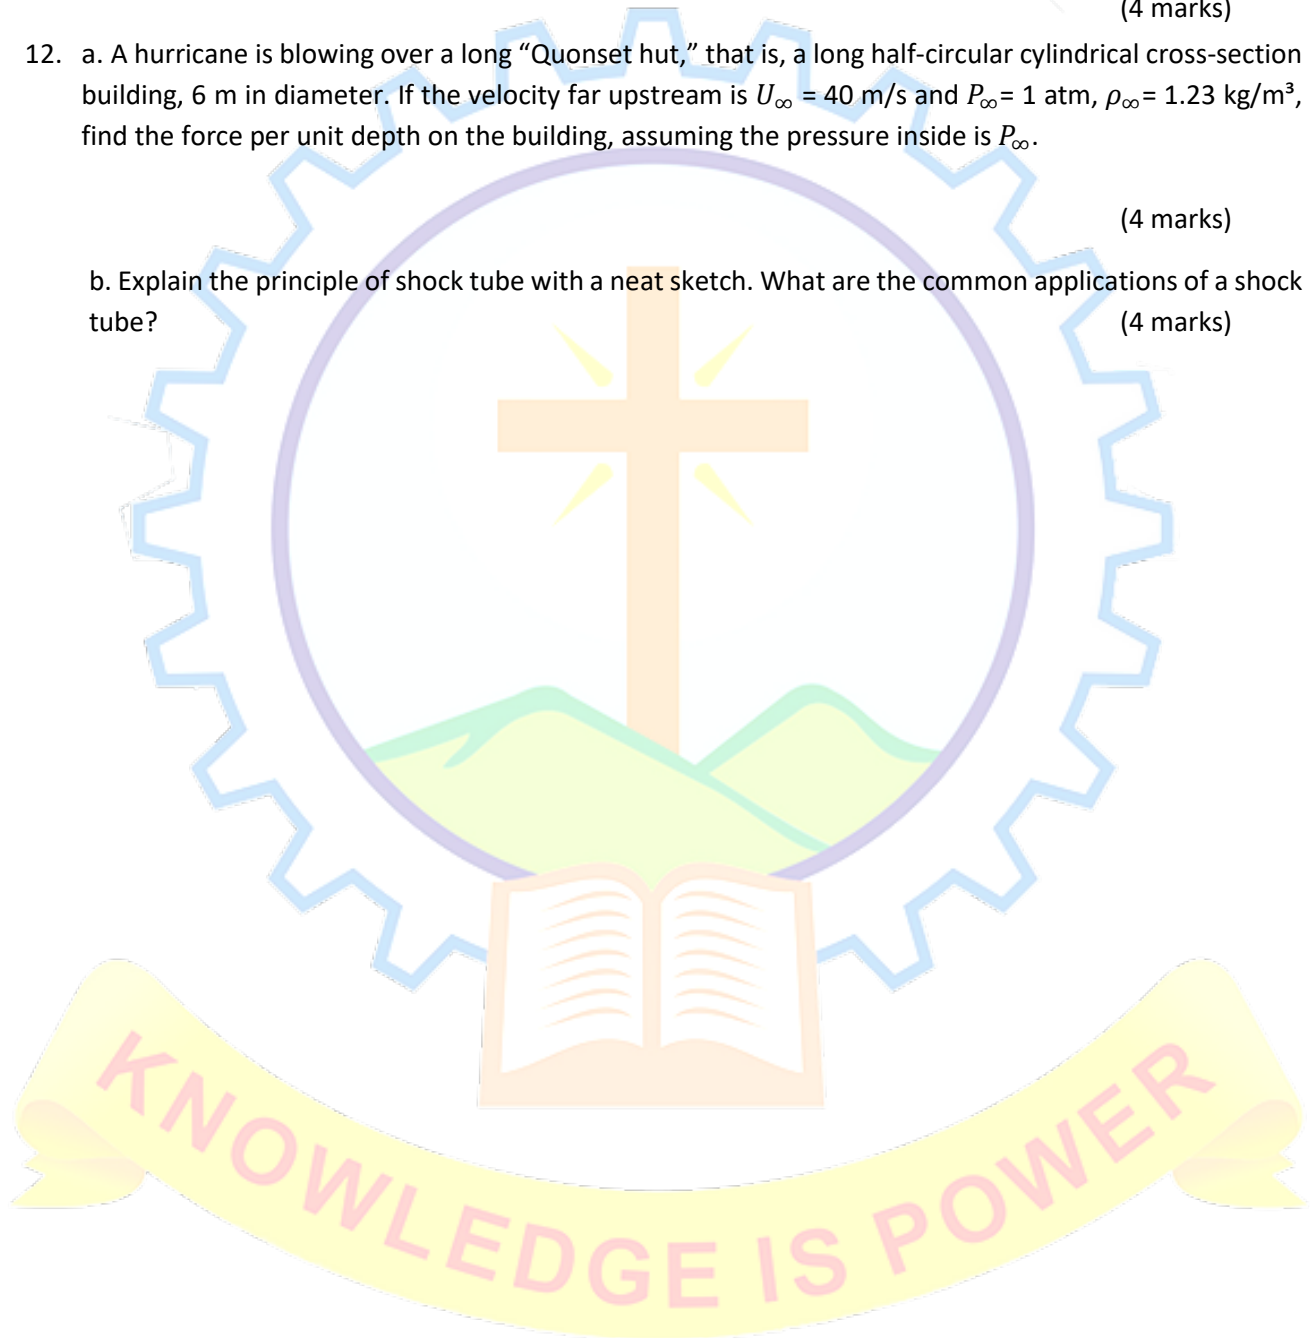 (4 marks)
12. a. A hurricane is blowing over a long “Quonset hut,” that is, a long half-circular cylindrical cross-section
building, 6 m in diameter. If the velocity far upstream is U∞ = 40 m/s and P∞= 1 atm, ρ∞= 1.23 kg/m³,
find the force per unit depth on the building, assuming the pressure inside is P∞.
(4 marks)
b. Explain the principle of shock tube with a neat sketch. What are the common applications of a shock
tube? (4 marks)
KNOWLEDGE IS POWER